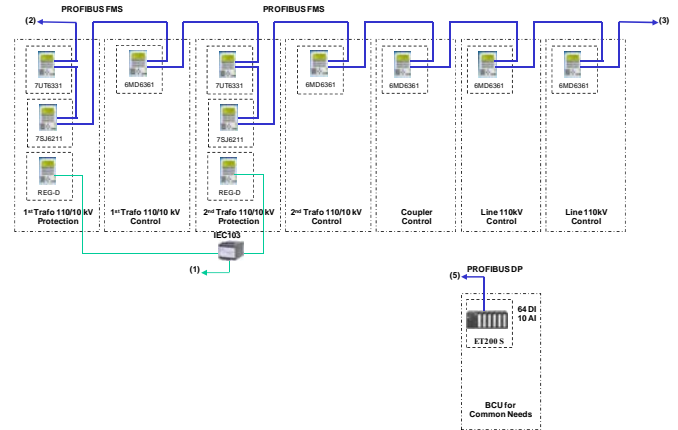 PROFIBUS FMS
PROFIBUS FMS
(2)
(3)
7UT6331
6MD6361
7UT6331
6MD6361
6MD6361
6MD6361
6MD6361
7SJ6211
7SJ6211
REG-D
REG-D
1st Trafo 110/10 kV
Protection
1st Trafo 110/10 kV
Control
2nd Trafo 110/10 kV
Protection
2nd Trafo 110/10 kV
Control
Coupler
Control
Line 110kV
Control
Line 110kV
Control
IEC103
(1)
PROFIBUS DP
(5)
64 DI
10 AI
ET200 S
BCU for
Common Needs